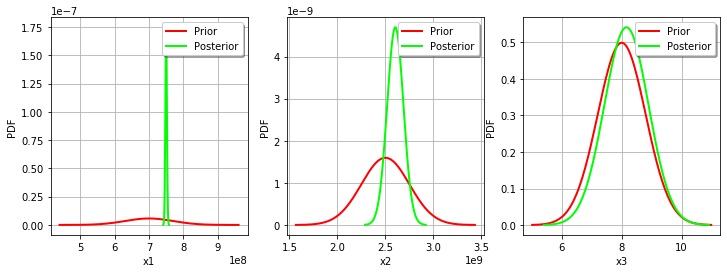 1e−7
PDF
1.75
1.50
1.25
1.00
0.75
0.50
0.25
0.00
Prior
Posterior
5 6 7 8 9
1e8
x1
1e−9
PDF
4
3
2
1
0
Prior
Posterior
1.5 2.0 2.5 3.0 3.5
1e9
x2
PDF
0.5
0.4
0.3
0.2
0.1
0.0
Prior
Posterior
6 8 10
x3